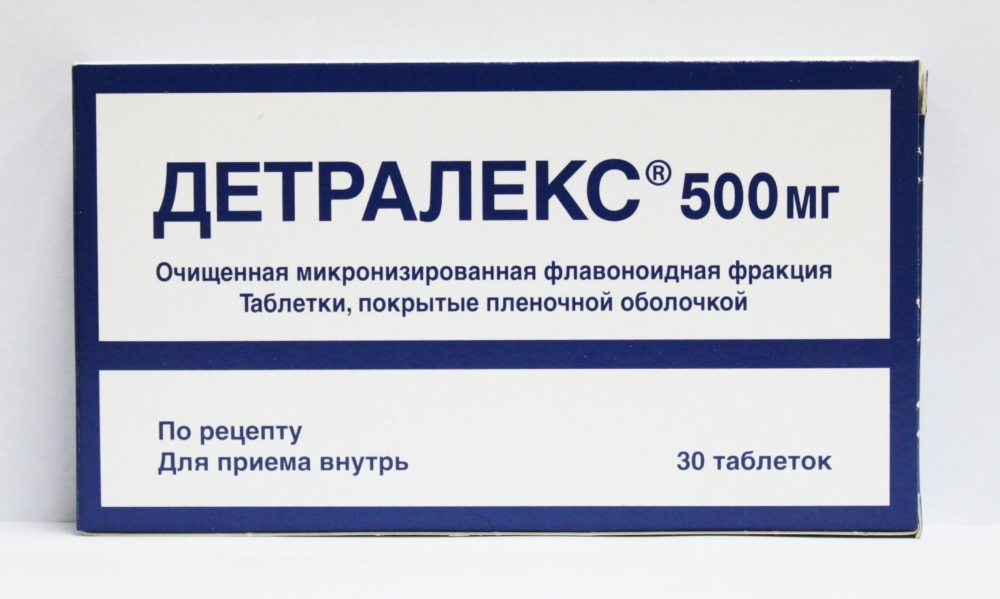 ДЕТРАЛЕКС® 500 мг
Очищенная микронизированная флавоноидная фракция
Таблетки, покрытые пленочной оболочкой
По рецепту
Для приема внутрь
30 таблеток